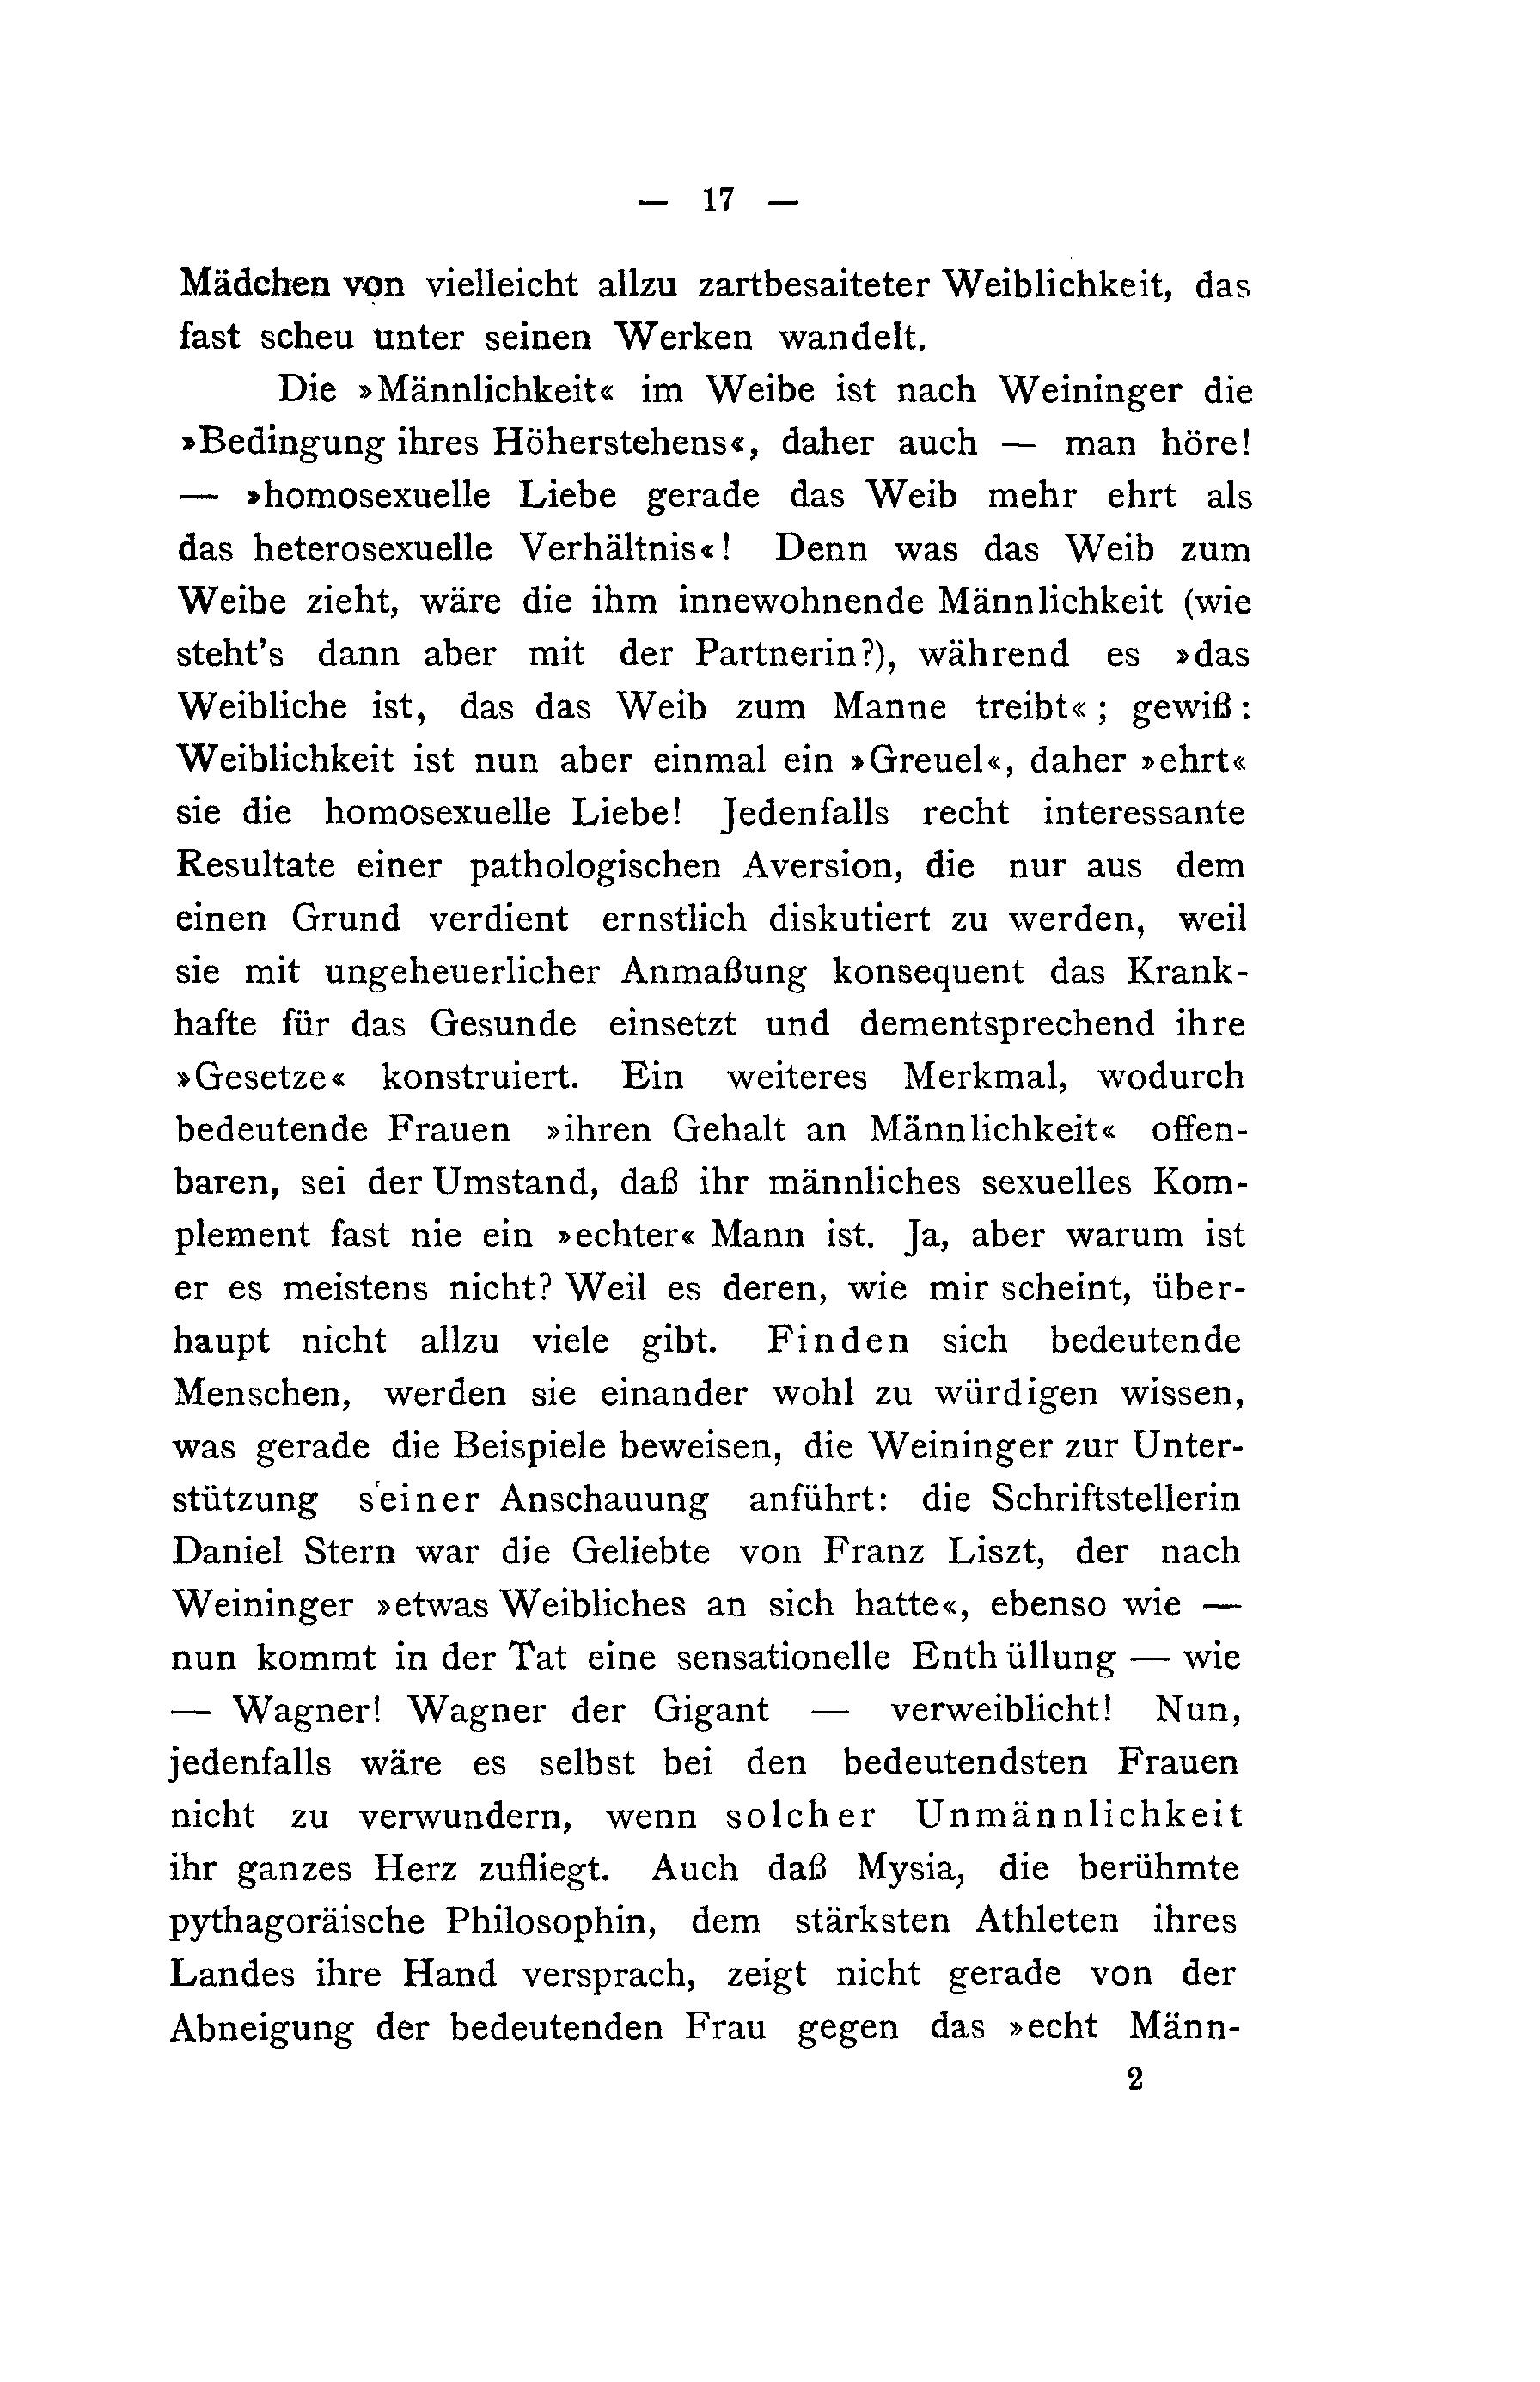 — 17 —
Mädchen von vielleicht allzu zartbesaiteter Weiblichkeit, das
fast scheu unter seinen Werken wandelt.
Die »Männlichkeit« im Weibe ist nach Weininger die
»Bedingung ihres Höherstehens«, daher auch — man höre!
— »homosexuelle Liebe gerade das Weib mehr ehrt als
das heterosexuelle Verhältnis«! Denn was das Weib zum
Weibe zieht, wäre die ihm innewohnende Männlichkeit (wie
steht's dann aber mit der Partnerin?), während es »das
Weibliche ist, das das Weib zum Manne treibt«; gewiß:
Weiblichkeit ist nun aber einmal ein »Greuel«, daher »ehrt«
sie die homosexuelle Liebe! Jedenfalls recht interessante
Resultate einer pathologischen Aversion, die nur aus dem
einen Grund verdient ernstlich diskutiert zu werden, weil
sie mit ungeheuerlicher Anmaßung konsequent das Krank-
hafte für das Gesunde einsetzt und dementsprechend ihre
»Gesetze« konstruiert. Ein weiteres Merkmal, wodurch
bedeutende Frauen »ihren Gehalt an Männlichkeit« offen-
baren, sei der Umstand, daß ihr männliches sexuelles Kom-
plement fast nie ein »echter« Mann ist. Ja, aber warum ist
er es meistens nicht? Weil es deren, wie mir scheint, über-
haupt nicht allzu viele gibt. Finden sich bedeutende
Menschen, werden sie einander wohl zu würdigen wissen,
was gerade die Beispiele beweisen, die Weininger zur Unter-
stützung seiner Anschauung anführt: die Schriftstellerin
Daniel Stern war die Geliebte von Franz Liszt, der nach
Weininger »etwas Weibliches an sich hatte«, ebenso wie —
nun kommt in der Tat eine sensationelle Enthüllung — wie
— Wagner! Wagner der Gigant — verweiblicht! Nun,
jedenfalls wäre es selbst bei den bedeutendsten Frauen
nicht zu verwundern, wenn solcher Unmännlichkeit
ihr ganzes Herz zufliegt. Auch daß Mysia, die berühmte
pythagoräische Philosophin, dem stärksten Athleten ihres
Landes ihre Hand versprach, zeigt nicht gerade von der
Abneigung der bedeutenden Frau gegen das »echt Männ-
2